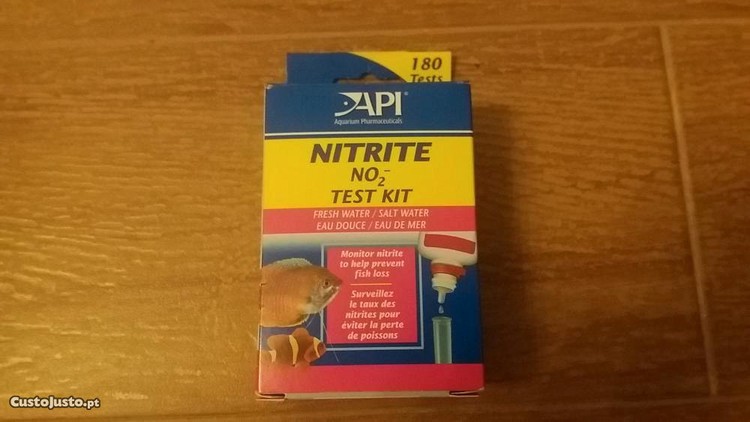 180
Tests
API®
Aquarium Pharmaceuticals
NITRITE
NO₂⁻
TEST KIT
FRESH WATER / SALT WATER
EAU DOUCE / EAU DE MER
Monitor nitrite
to help prevent
fish loss
Surveillez
le taux des
nitrites pour
éviter la perte
de poissons
CustoJusto.pt